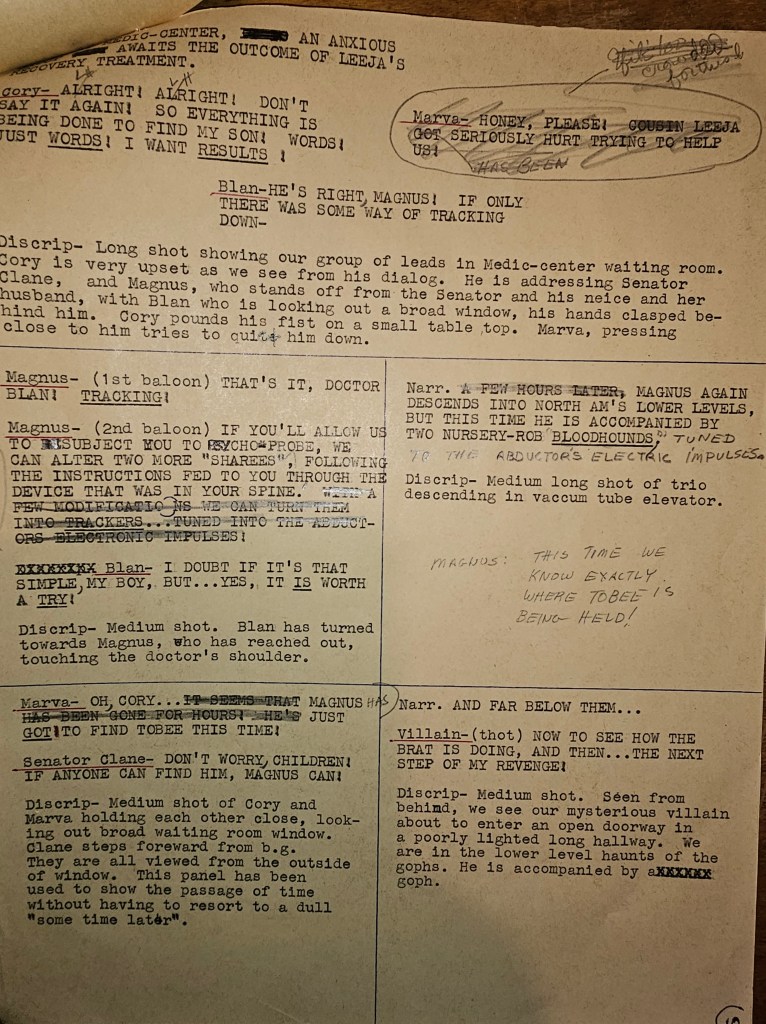 MEDIC-CENTER, AN ANXIOUS
AWAITS THE OUTCOME OF LEEJA'S
RECOVERY TREATMENT.
Cory- ALRIGHT! ALRIGHT! DON'T
SAY IT AGAIN! SO EVERYTHING IS
BEING DONE TO FIND MY SON! WORDS!
JUST WORDS! I WANT RESULTS !
Marva- HONEY, PLEASE! COUSIN LEEJA
GOT SERIOUSLY HURT TRYING TO HELP
US!
HAS BEEN
Blan-HE'S RIGHT, MAGNUS! IF ONLY
THERE WAS SOME WAY OF TRACKING
DOWN-
Discrip- Long shot showing our group of leads in Medic-center waiting room.
Cory is very upset as we see from his dialog. He is addressing Senator
Clane, and Magnus, who stands off from the Senator and his neice and her
husband, with Blan who is looking out a broad window, his hands clasped be-
hind him. Cory pounds his fist on a small table top. Marva, pressing
close to him tries to quite him down.
Magnus- (1st baloon) THAT'S IT, DOCTOR
BLAN! TRACKING!
Magnus- (2nd baloon) IF YOU'LL ALLOW US
TO SUBJECT YOU TO PSYCHO-PROBE, WE
CAN ALTER TWO MORE "SHAREES", FOLLOWING
THE INSTRUCTIONS FED TO YOU THROUGH THE
DEVICE THAT WAS IN YOUR SPINE. WITH A
FEW MODIFICATIONS WE CAN TURN THEM
INTO TRACKERS...TUNED INTO THE ABDUCT-
ORS ELECTRONIC IMPULSES!
XXXXXXXX Blan- I DOUBT IF IT'S THAT
SIMPLE, MY BOY, BUT...YES, IT IS WORTH
A TRY!
Discrip- Medium shot. Blan has turned
towards Magnus, who has reached out,
touching the doctor's shoulder.
Narr. A FEW HOURS LATER, MAGNUS AGAIN
DESCENDS INTO NORTH AM'S LOWER LEVELS,
BUT THIS TIME HE IS ACCOMPANIED BY
TWO NURSERY-ROB BLOODHOUNDS," TUNED
TO THE ABDUCTOR'S ELECTRIC IMPULSES.
Discrip- Medium long shot of trio
descending in vaccum tube elevator.
MAGNUS: THIS TIME WE
KNOW EXACTLY
WHERE TOBEE IS
BEING HELD!
Marva- OH, CORY...IT SEEMS THAT MAGNUS HAS
HAS BEEN GONE FOR HOURS! HE'S JUST
GOT TO FIND TOBEE THIS TIME!
Senator Clane- DON'T WORRY, CHILDREN!
IF ANYONE CAN FIND HIM, MAGNUS CAN!
Discrip- Medium shot of Cory and
Marva holding each other close, look-
ing out broad waiting room window.
Clane steps foreward from b.g.
They are all viewed from the outside
of window. This panel has been
used to show the passage of time
without having to resort to a dull
"some time later".
Narr. AND FAR BELOW THEM...
Villain-(thot) NOW TO SEE HOW THE
BRAT IS DOING, AND THEN...THE NEXT
STEP OF MY REVENGE!
Discrip- Medium shot. Seen from
behind, we see our mysterious villain
about to enter an open doorway in
a poorly lighted long hallway. We
are in the lower level haunts of the
gophs. He is accompanied by aXXXXXX
goph.